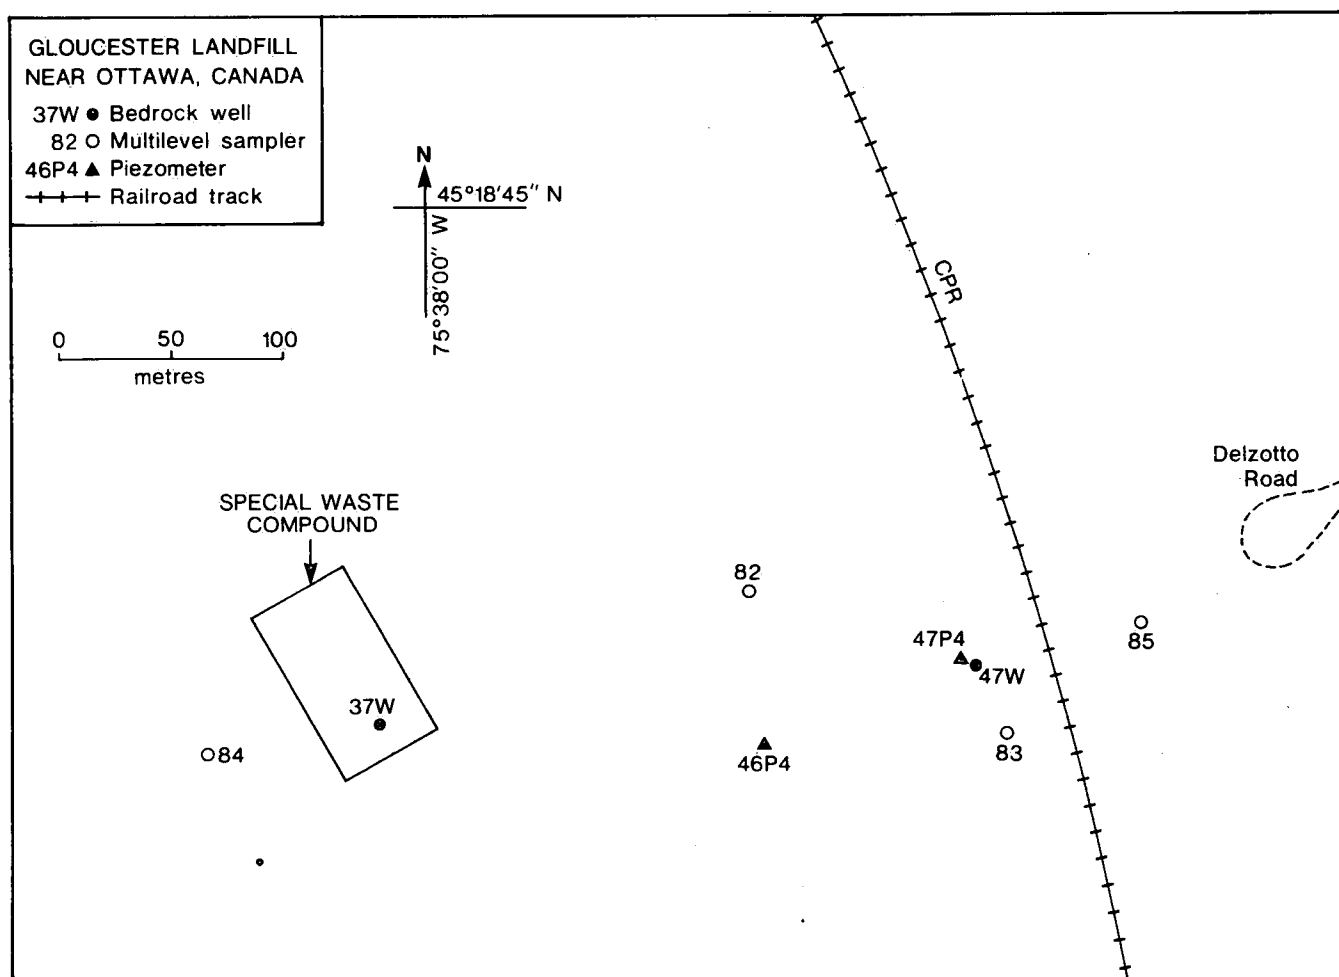 GLOUCESTER LANDFILL
NEAR OTTAWA, CANADA
37W Bedrock well
82 Multilevel sampler
46P4 Piezometer
Railroad track
N
45°18'45" N
75°38'00" W
0 50 100
metres
CPR
Delzotto
Road
SPECIAL WASTE
COMPOUND
82
47P4
85
47W
37W
84
46P4
83